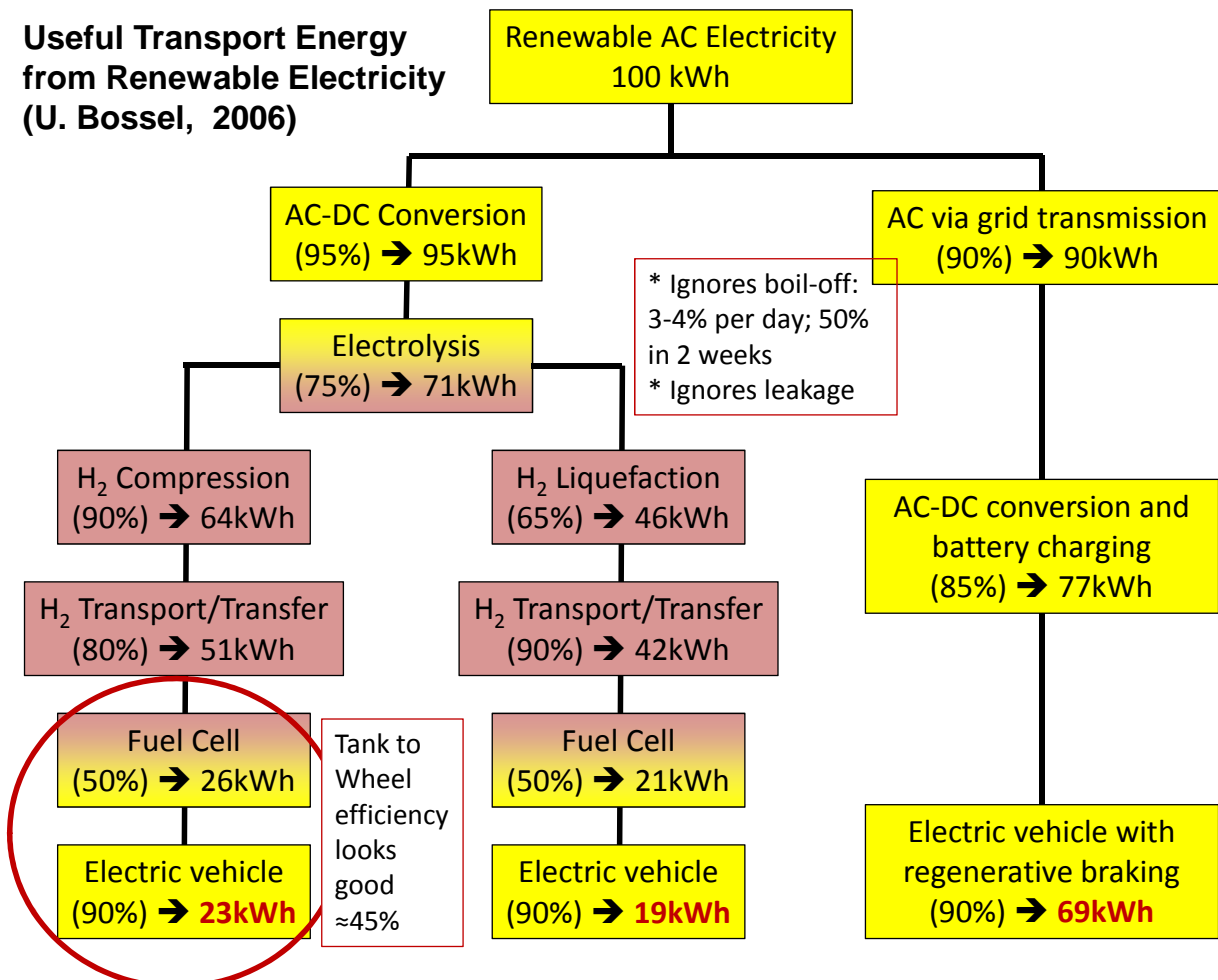 Useful Transport Energy
from Renewable Electricity
(U. Bossel, 2006)
Renewable AC Electricity
100 kWh
AC-DC Conversion
(95%) ➔ 95kWh
AC via grid transmission
(90%) ➔ 90kWh
* Ignores boil-off:
3-4% per day; 50%
in 2 weeks
* Ignores leakage
Electrolysis
(75%) ➔ 71kWh
H₂ Compression
(90%) ➔ 64kWh
H₂ Liquefaction
(65%) ➔ 46kWh
AC-DC conversion and
battery charging
(85%) ➔ 77kWh
H₂ Transport/Transfer
(80%) ➔ 51kWh
H₂ Transport/Transfer
(90%) ➔ 42kWh
Fuel Cell
(50%) ➔ 26kWh
Tank to
Wheel
efficiency
looks
good
≈45%
Fuel Cell
(50%) ➔ 21kWh
Electric vehicle
(90%) ➔ 23kWh
Electric vehicle
(90%) ➔ 19kWh
Electric vehicle with
regenerative braking
(90%) ➔ 69kWh